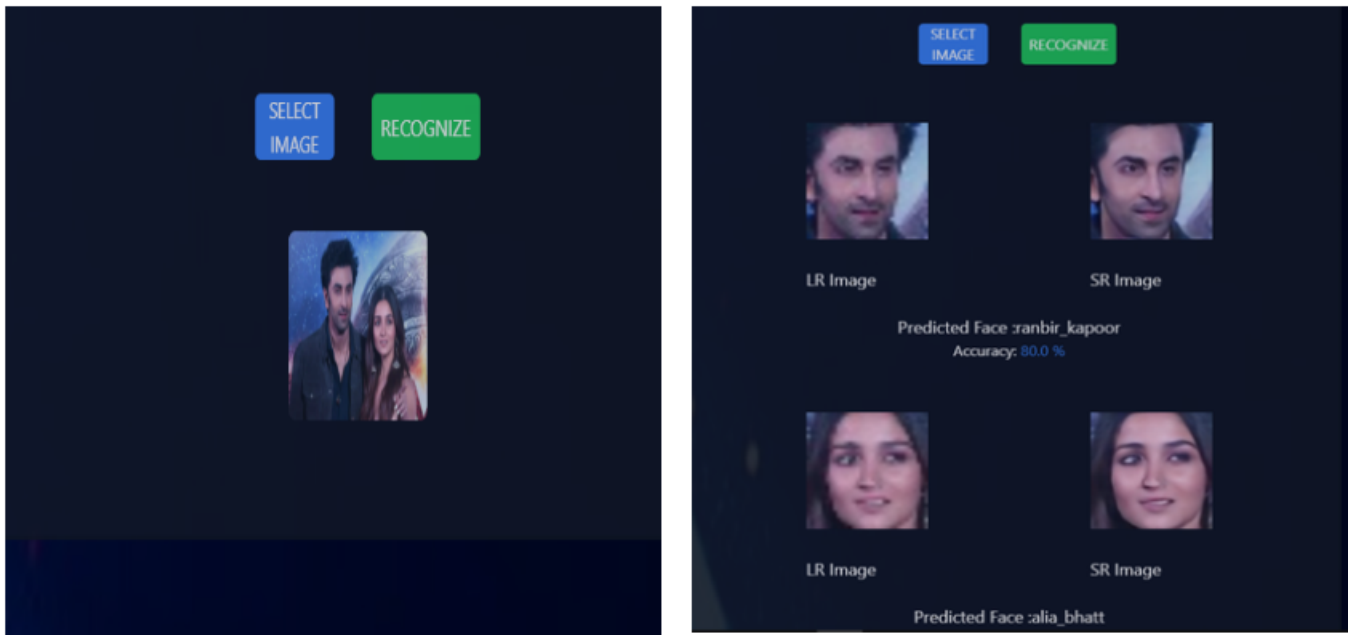 SELECT
IMAGE
RECOGNIZE
SELECT
IMAGE
RECOGNIZE
LR Image
SR Image
Predicted Face :ranbir_kapoor
Accuracy: 80.0 %
LR Image
SR Image
Predicted Face :alia_bhatt